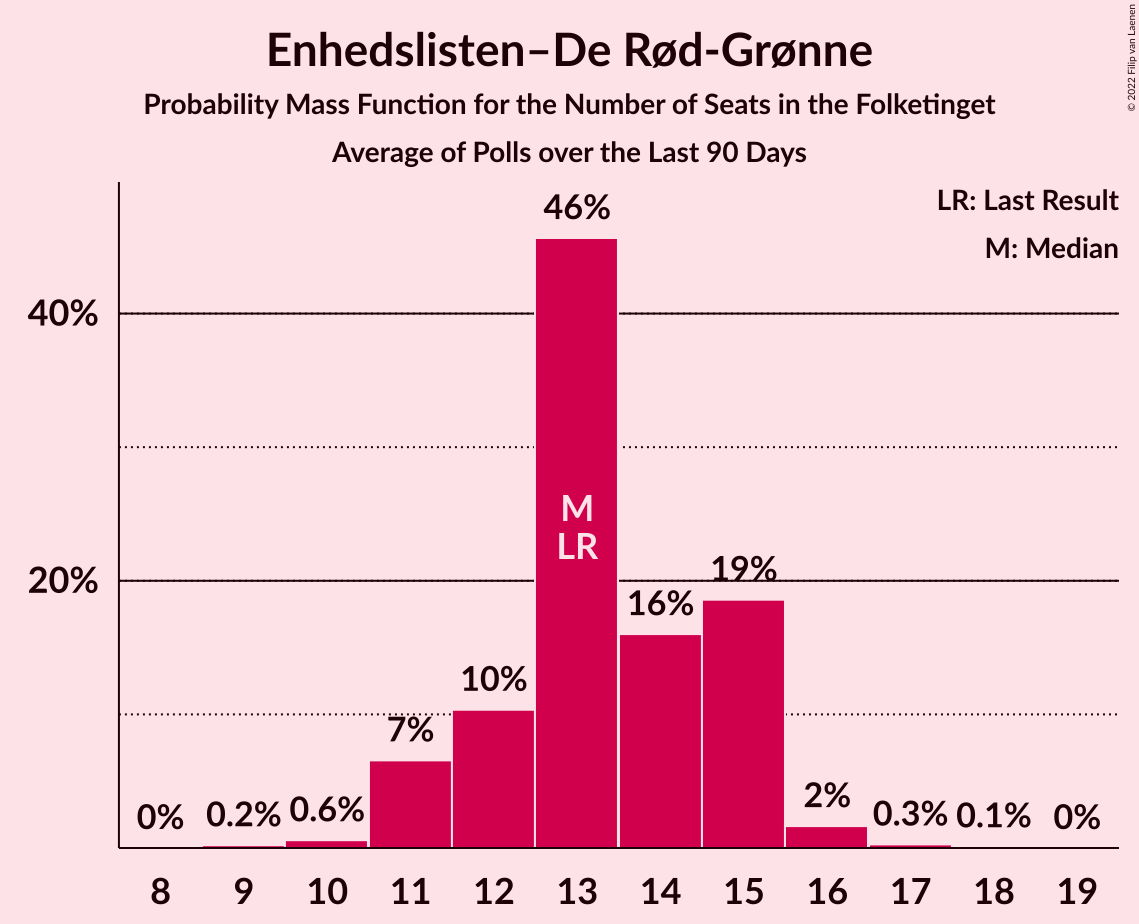 Enhedslisten–De Rød-Grønne
Probability Mass Function for the Number of Seats in the Folketinget
Average of Polls over the Last 90 Days
© 2022 Filip van Laenen
LR: Last Result
M: Median
40%
20%
0%
0.2%
0.6%
7%
10%
46%
M
LR
16%
19%
2%
0.3%
0.1%
0%
8 9 10 11 12 13 14 15 16 17 18 19